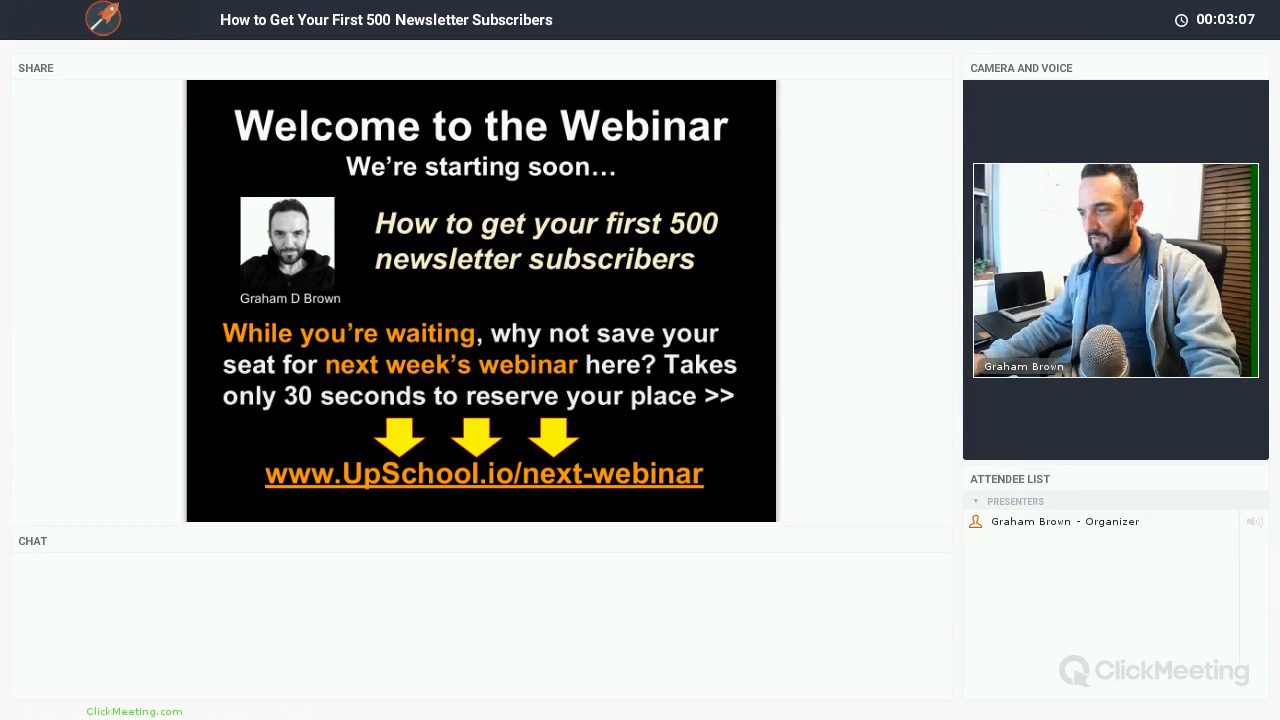 How to Get Your First 500 Newsletter Subscribers
00:03:07
SHARE
Welcome to the Webinar
We're starting soon…
How to get your first 500
newsletter subscribers
Graham D Brown
While you're waiting, why not save your
seat for next week's webinar here? Takes
only 30 seconds to reserve your place >>
www.UpSchool.io/next-webinar
CHAT
CAMERA AND VOICE
Graham Brown
ATTENDEE LIST
PRESENTERS
Graham Brown - Organizer
ClickMeeting
ClickMeeting.com